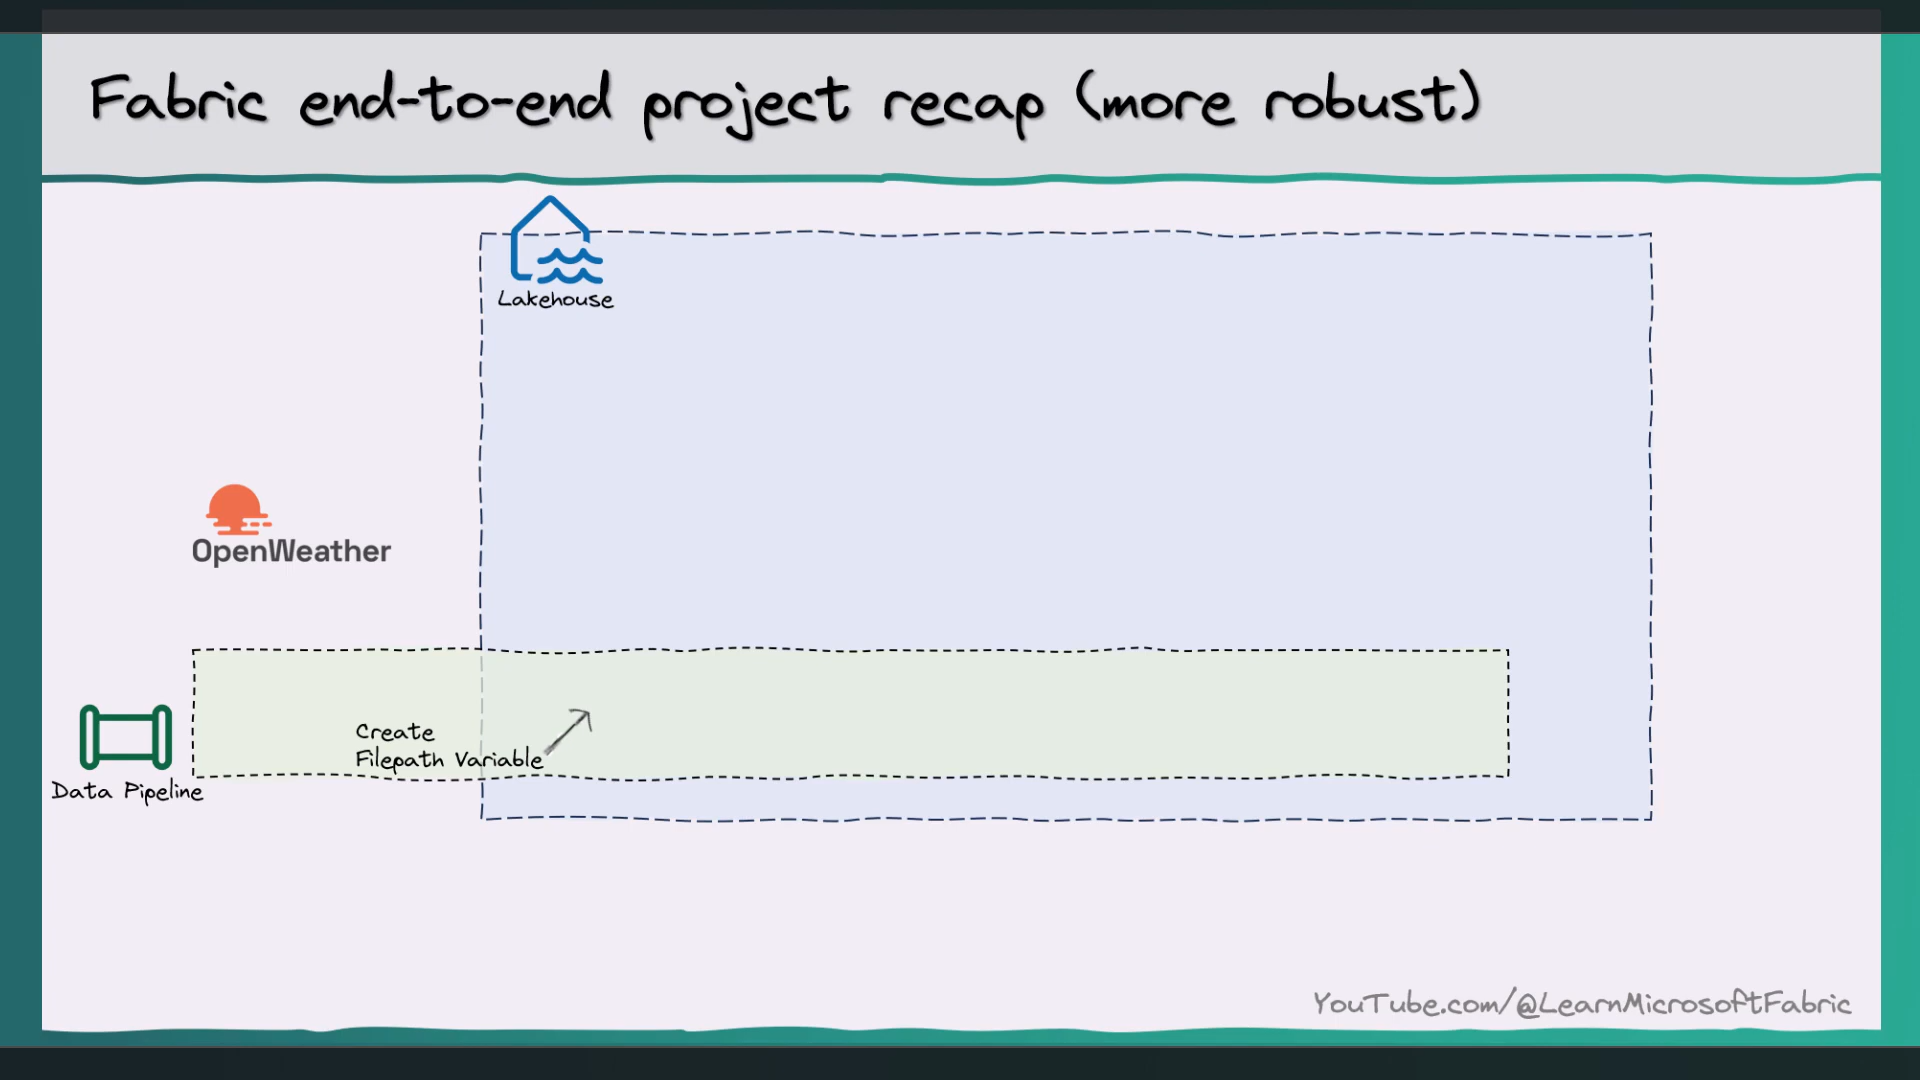 Fabric end-to-end project recap (more robust)
Lakehouse
OpenWeather
Create
Filepath Variable
Data Pipeline
YouTube.com/@LearnMicrosoftFabric